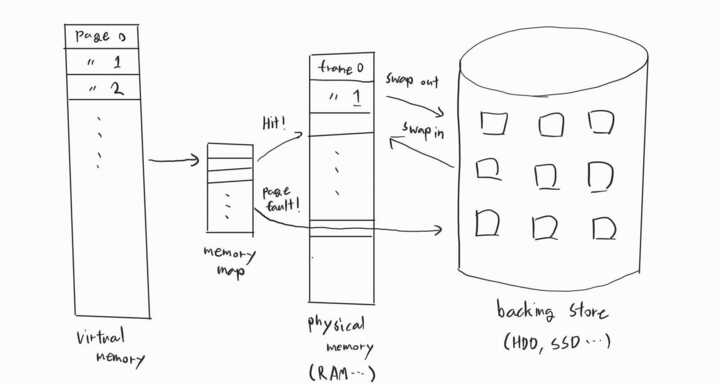 Page 0
〃 1
〃 2
virtual
memory
memory
map
Hit!
page
fault!
frame 0
〃 1
physical
memory
(RAM…)
swap out
swap in
backing store
(HDD, SSD…)